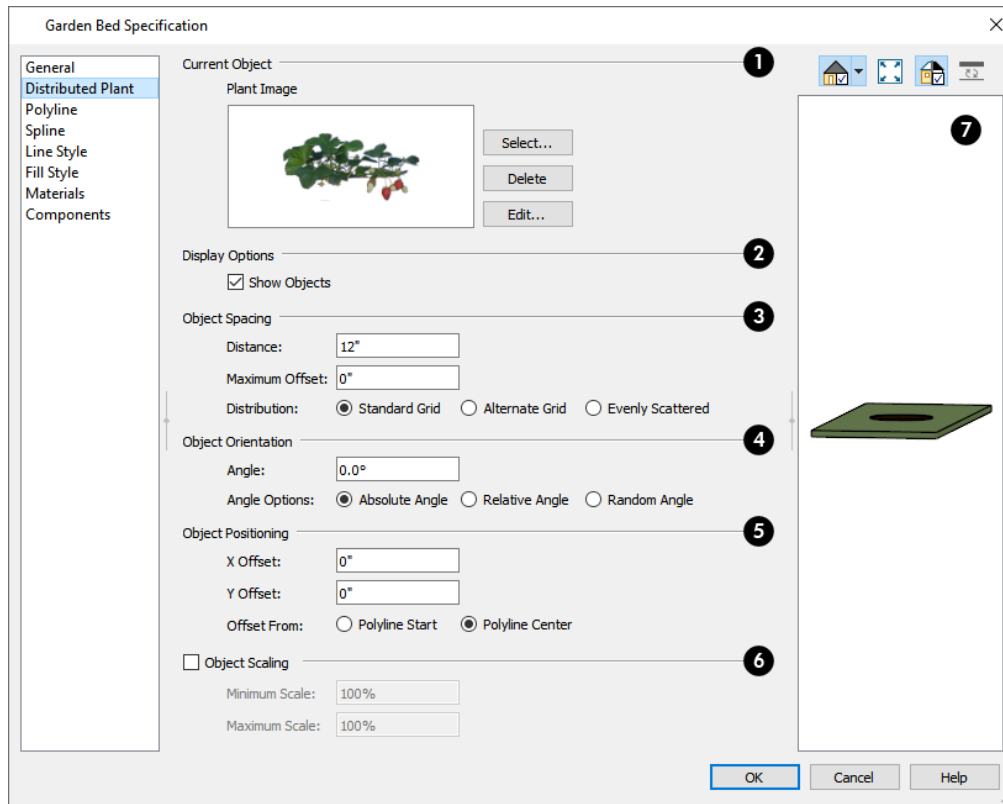 Garden Bed Specification
General
Distributed Plant
Polyline
Spline
Line Style
Fill Style
Materials
Components
Current Object 1
Plant Image
Select...
Delete
Edit...
Display Options 2
Show Objects
Object Spacing 3
Distance: 12"
Maximum Offset: 0"
Distribution: Standard Grid Alternate Grid Evenly Scattered
Object Orientation 4
Angle: 0.0°
Angle Options: Absolute Angle Relative Angle Random Angle
Object Positioning 5
X Offset: 0"
Y Offset: 0"
Offset From: Polyline Start Polyline Center
Object Scaling 6
Minimum Scale: 100%
Maximum Scale: 100%
7
OK Cancel Help